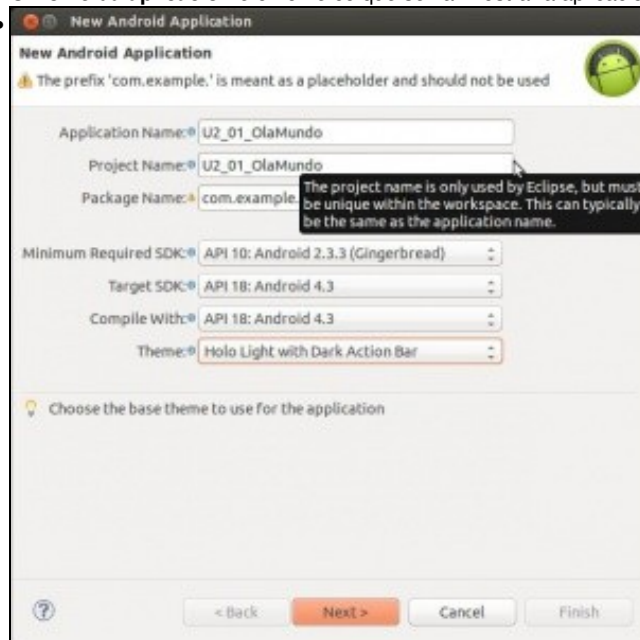 New Android Application
New Android Application
The prefix 'com.example.' is meant as a placeholder and should not be used
Application Name: U2_01_OlaMundo
Project Name: U2_01_OlaMundo
The project name is only used by Eclipse, but must
Package Name: com.example.
be unique within the workspace. This can typically
be the same as the application name.
Minimum Required SDK: API 10: Android 2.3.3 (Gingerbread)
Target SDK: API 18: Android 4.3
Compile With: API 18: Android 4.3
Theme: Holo Light with Dark Action Bar
Choose the base theme to use for the application
? < Back Next > Cancel Finish